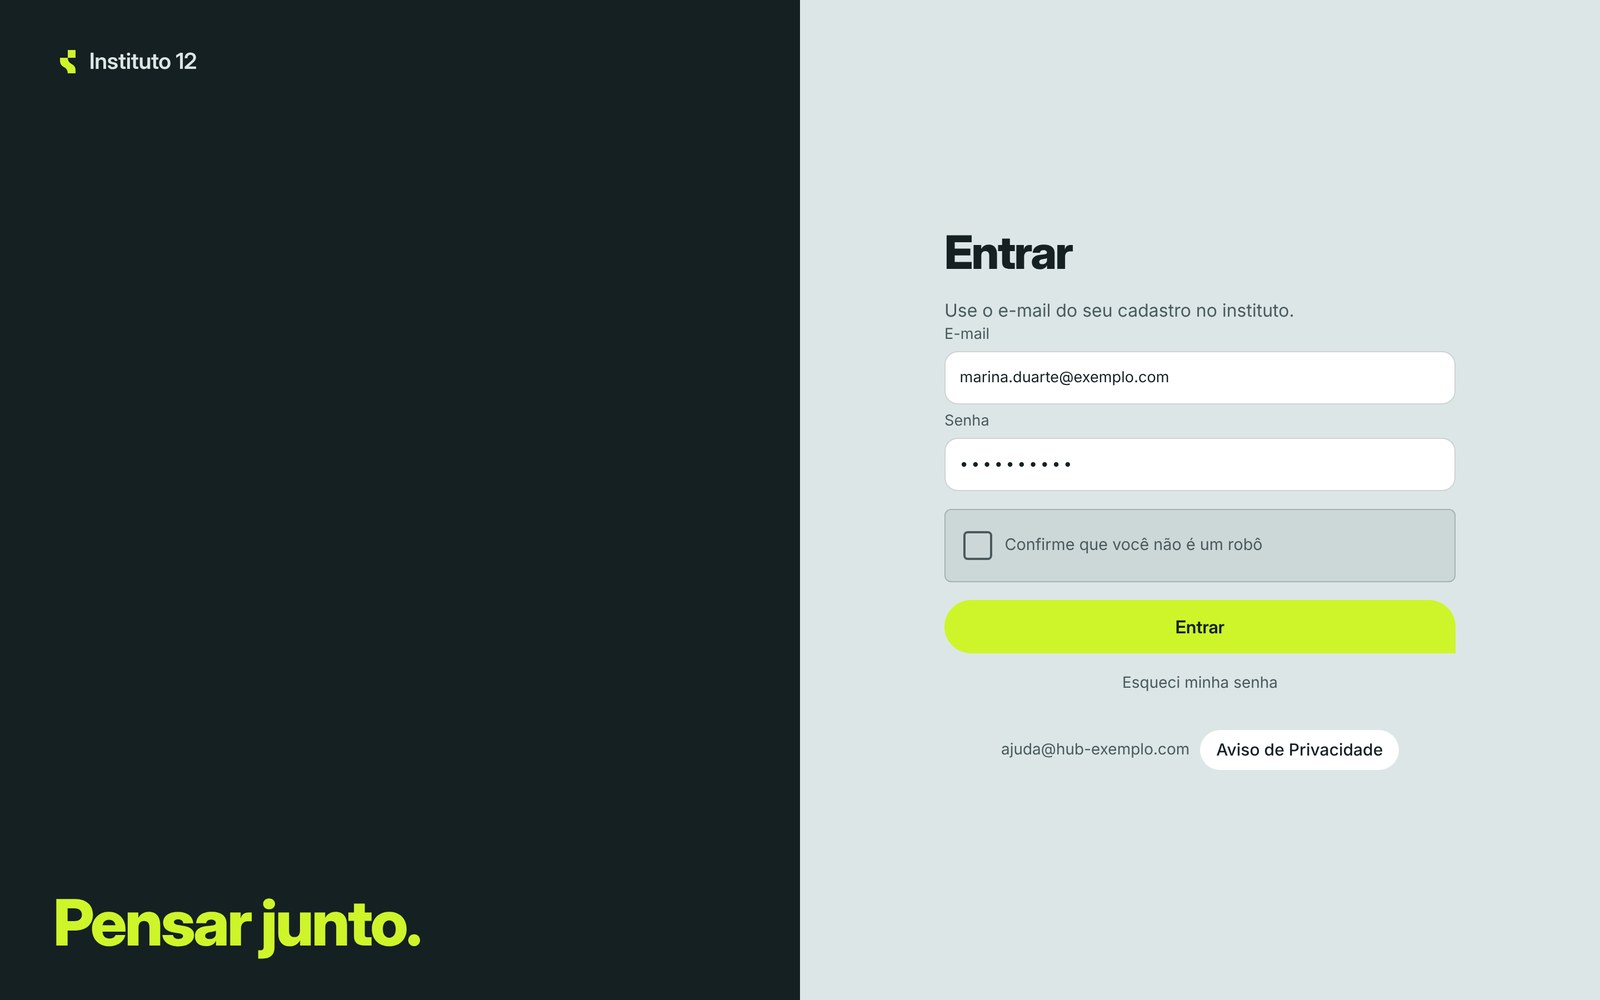 Instituto 12
Pensar junto.
Entrar
Use o e-mail do seu cadastro no instituto.
E-mail
marina.duarte@exemplo.com
Senha
••••••••••
Confirme que você não é um robô
Entrar
Esqueci minha senha
ajuda@hub-exemplo.com Aviso de Privacidade